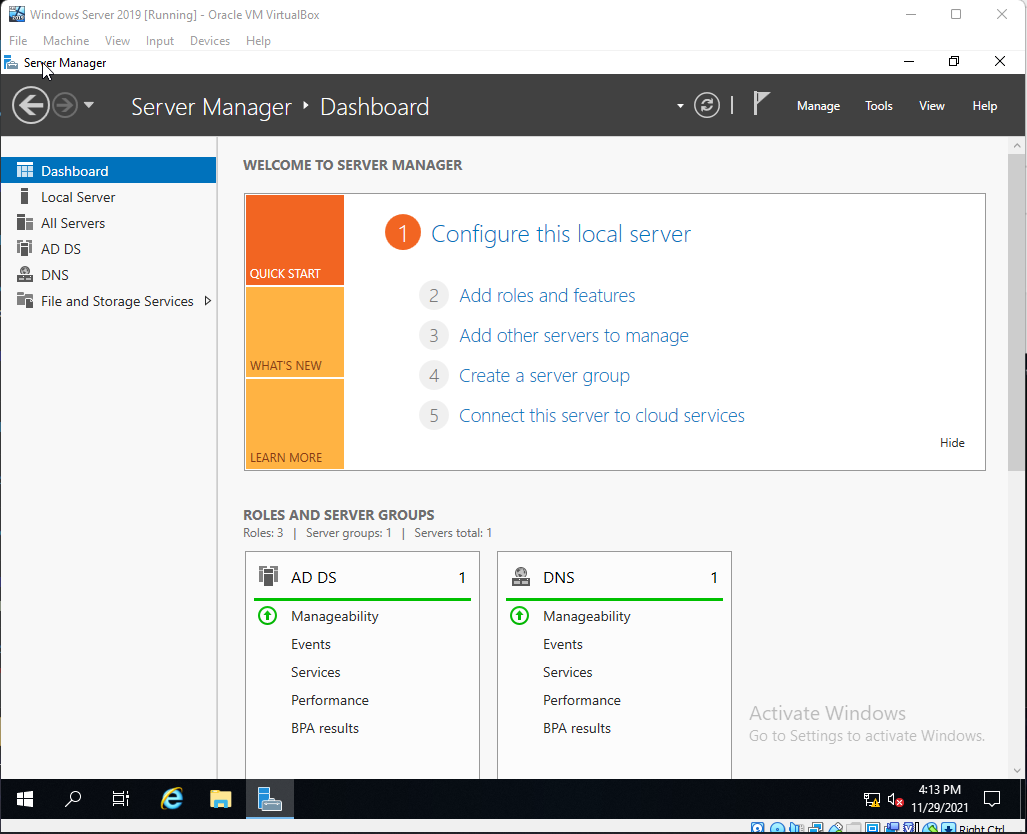 Windows Server 2019 [Running] - Oracle VM VirtualBox
File Machine View Input Devices Help
Server Manager
Server Manager ‣ Dashboard
Manage Tools View Help
Dashboard
Local Server
All Servers
AD DS
DNS
File and Storage Services
WELCOME TO SERVER MANAGER
QUICK START
WHAT'S NEW
LEARN MORE
1 Configure this local server
2 Add roles and features
3 Add other servers to manage
4 Create a server group
5 Connect this server to cloud services
Hide
ROLES AND SERVER GROUPS
Roles: 3 | Server groups: 1 | Servers total: 1
AD DS 1
Manageability
Events
Services
Performance
BPA results
DNS 1
Manageability
Events
Services
Performance
BPA results
Activate Windows
Go to Settings to activate Windows.
4:13 PM
11/29/2021
Right Ctrl